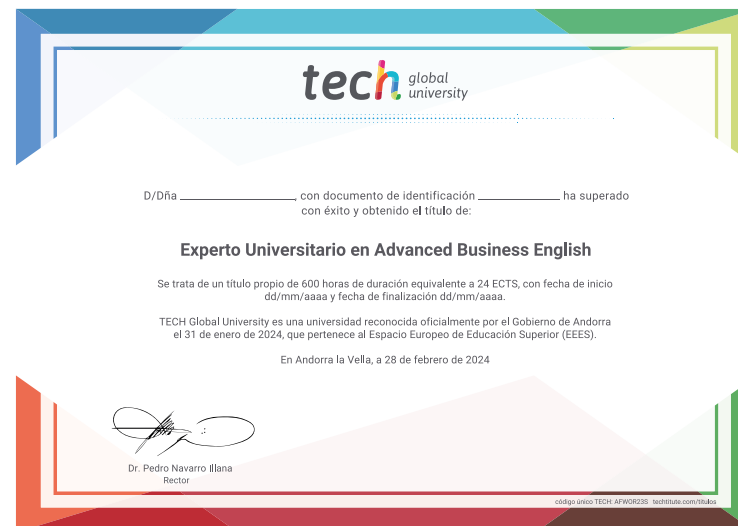 tech global university
D/Dña ____________________, con documento de identificación ______________ ha superado
con éxito y obtenido el título de:
Experto Universitario en Advanced Business English
Se trata de un título propio de 600 horas de duración equivalente a 24 ECTS, con fecha de inicio
dd/mm/aaaa y fecha de finalización dd/mm/aaaa.
TECH Global University es una universidad reconocida oficialmente por el Gobierno de Andorra
el 31 de enero de 2024, que pertenece al Espacio Europeo de Educación Superior (EEES).
En Andorra la Vella, a 28 de febrero de 2024
Dr. Pedro Navarro Illana
Rector
código único TECH: AFWOR23S techtitute.com/títulos